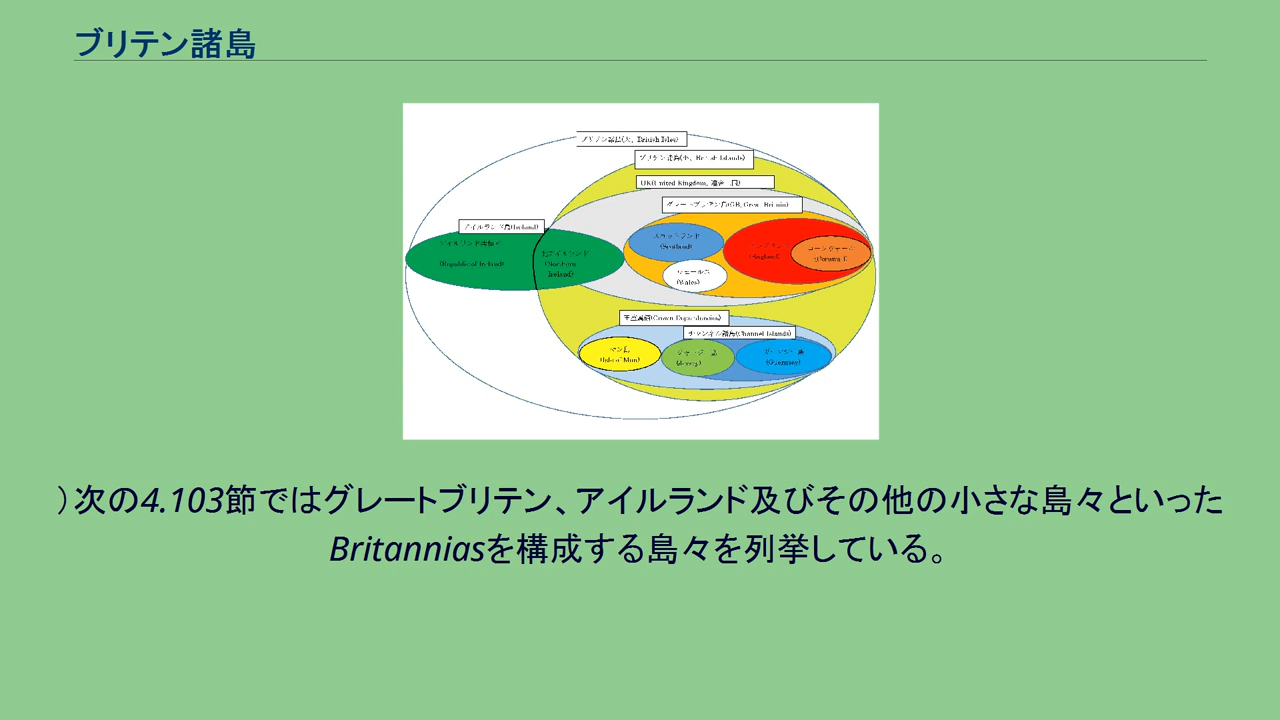 ブリテン諸島
ブリテン諸島(大、British Isles)
ブリテン諸島(小、British Islands)
UK(United Kingdom, 連合王国)
グレートブリテン島(GB, Great Britain)
アイルランド島(Ireland)
アイルランド共和国
(Republic of Ireland)
北アイルランド
(Northern
Ireland)
スコットランド
(Scotland)
ウェールズ
(Wales)
イングランド
(England)
コーンウォール
(Cornwall)
王室属領(Crown Dependencies)
チャンネル諸島(Channel Islands)
マン島
(Isle of Man)
ジャージー島
(Jersey)
ガーンジー島
(Guernsey)
）次の4.103節ではグレートブリテン、アイルランド及びその他の小さな島々といった
Britanniasを構成する島々を列挙している。